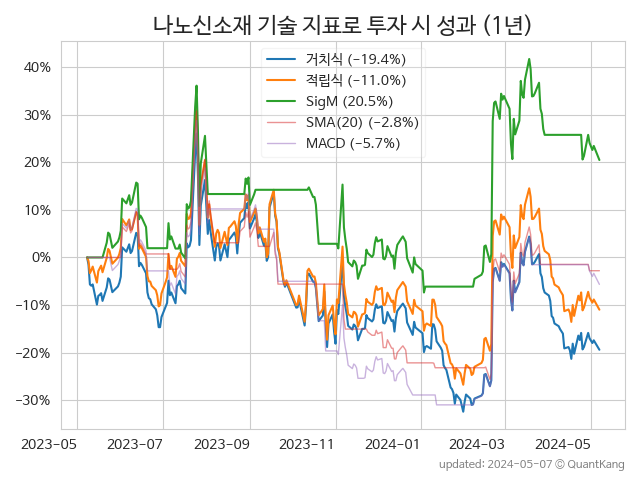 나노신소재 기술 지표로 투자 시 성과 (1년)
거치식 (−19.4%)
적립식 (−11.0%)
SigM (20.5%)
SMA(20) (−2.8%)
MACD (−5.7%)
40%
30%
20%
10%
0%
−10%
−20%
−30%
2023-05 2023-07 2023-09 2023-11 2024-01 2024-03 2024-05
updated: 2024-05-07 © QuantKang